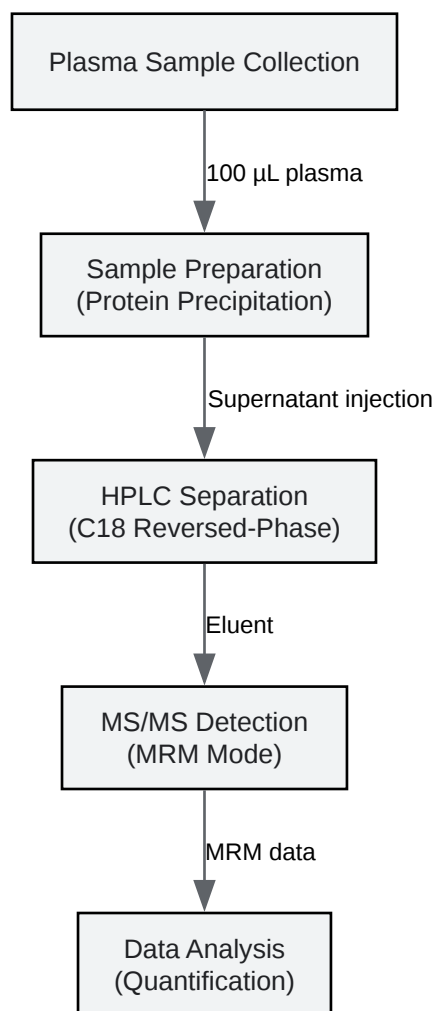 Plasma Sample Collection
100 µL plasma
Sample Preparation
(Protein Precipitation)
Supernatant injection
HPLC Separation
(C18 Reversed-Phase)
Eluent
MS/MS Detection
(MRM Mode)
MRM data
Data Analysis
(Quantification)